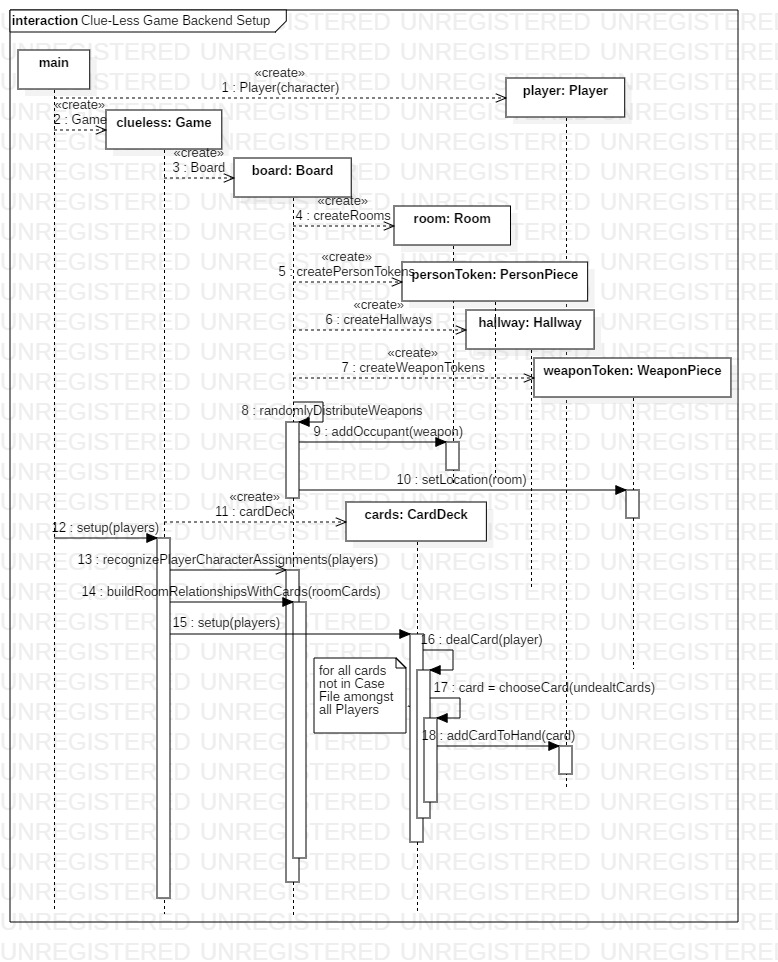 interaction Clue-Less Game Backend Setup
main
«create»
1 : Player(character)
player: Player
«create»
2 : Game
clueless: Game
«create»
3 : Board
board: Board
«create»
4 : createRooms
room: Room
«create»
5 : createPersonTokens
personToken: PersonPiece
«create»
6 : createHallways
hallway: Hallway
«create»
7 : createWeaponTokens
weaponToken: WeaponPiece
8 : randomlyDistributeWeapons
9 : addOccupant(weapon)
10 : setLocation(room)
«create»
11 : cardDeck
cards: CardDeck
12 : setup(players)
13 : recognizePlayerCharacterAssignments(players)
14 : buildRoomRelationshipsWithCards(roomCards)
15 : setup(players)
16 : dealCard(player)
for all cards
not in Case
File amongst
all Players
17 : card = chooseCard(undealtCards)
18 : addCardToHand(card)
UNREGISTERED